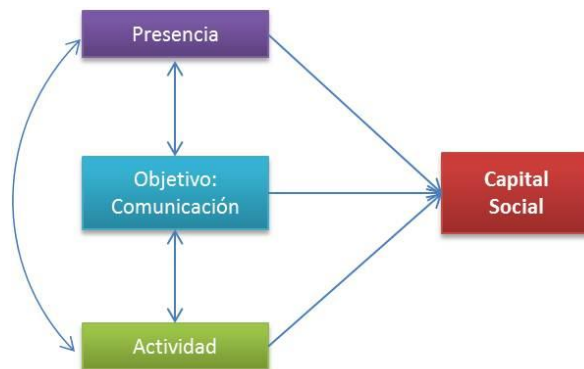 Presencia
Objetivo:
Comunicación
Capital
Social
Actividad